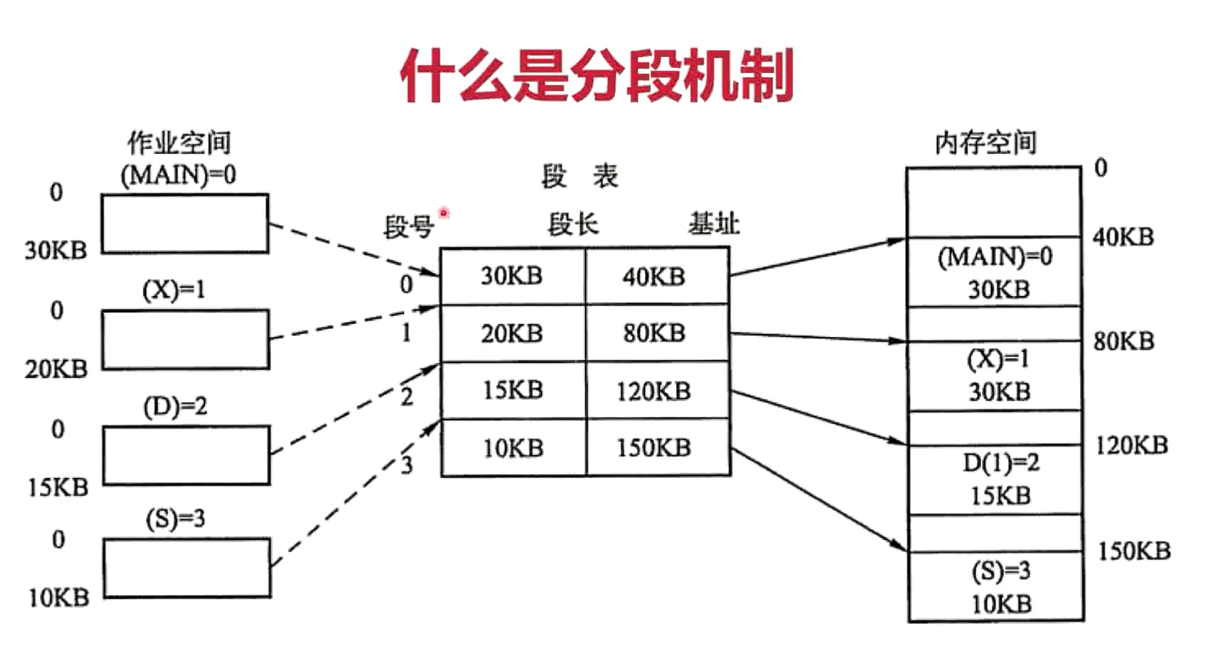 什么是分段机制
作业空间
(MAIN)=0
0
30KB
(X)=1
0
20KB
(D)=2
0
15KB
(S)=3
0
10KB
段 表
段号 段长 基址
0 30KB 40KB
1 20KB 80KB
2 15KB 120KB
3 10KB 150KB
内存空间
0
40KB
(MAIN)=0
30KB
80KB
(X)=1
30KB
120KB
D(1)=2
15KB
150KB
(S)=3
10KB